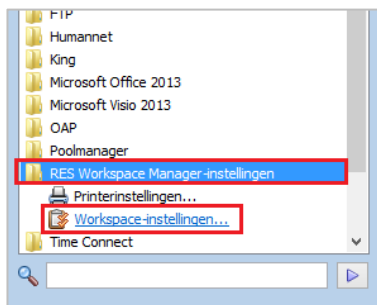 FTP
Humannet
King
Microsoft Office 2013
Microsoft Visio 2013
OAP
Poolmanager
RES Workspace Manager-instellingen
Printerinstellingen...
Workspace-instellingen...
Time Connect